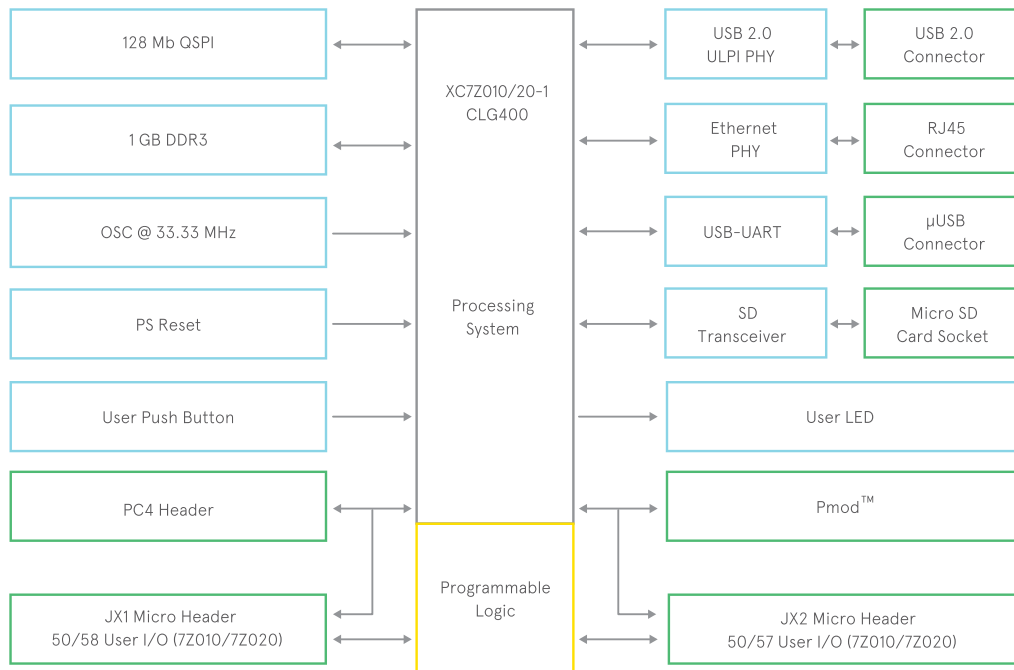 128 Mb QSPI
1 GB DDR3
OSC @ 33.33 MHz
PS Reset
User Push Button
PC4 Header
JX1 Micro Header
50/58 User I/O (7Z010/7Z020)
XC7Z010/20-1
CLG400
Processing
System
Programmable
Logic
USB 2.0
ULPI PHY
USB 2.0
Connector
Ethernet
PHY
RJ45
Connector
USB-UART
µUSB
Connector
SD
Transceiver
Micro SD
Card Socket
User LED
Pmod™
JX2 Micro Header
50/57 User I/O (7Z010/7Z020)